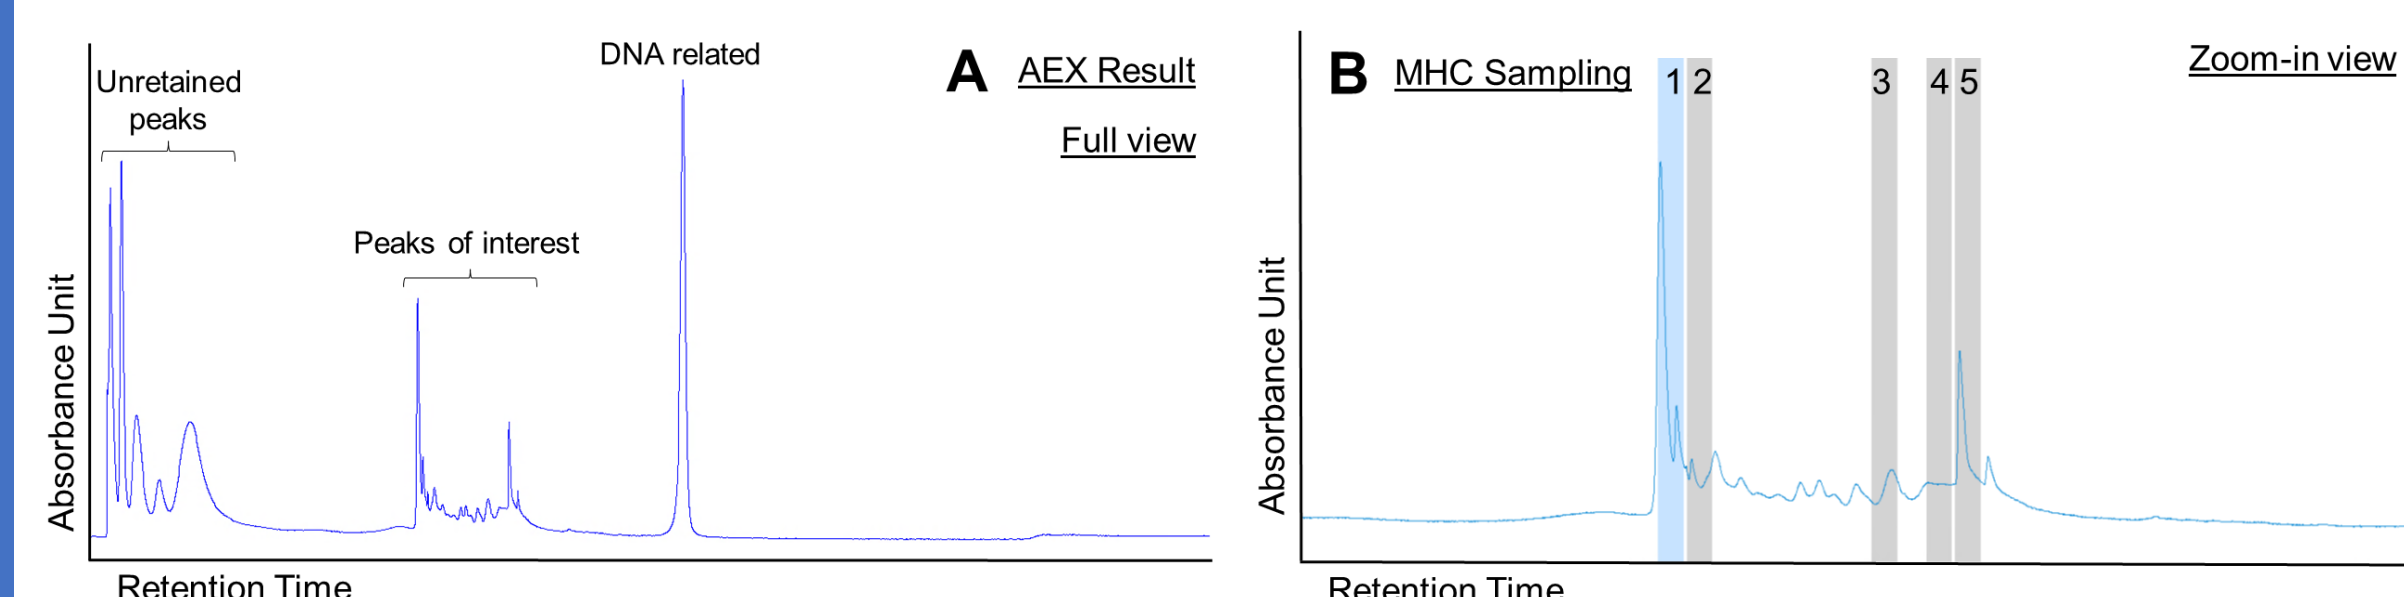 Unretained
peaks
Peaks of interest
DNA related
A
AEX Result
Full view
Absorbance Unit
Retention Time
B
MHC Sampling
1
2
3
4
5
Zoom-in view
Absorbance Unit
Retention Time